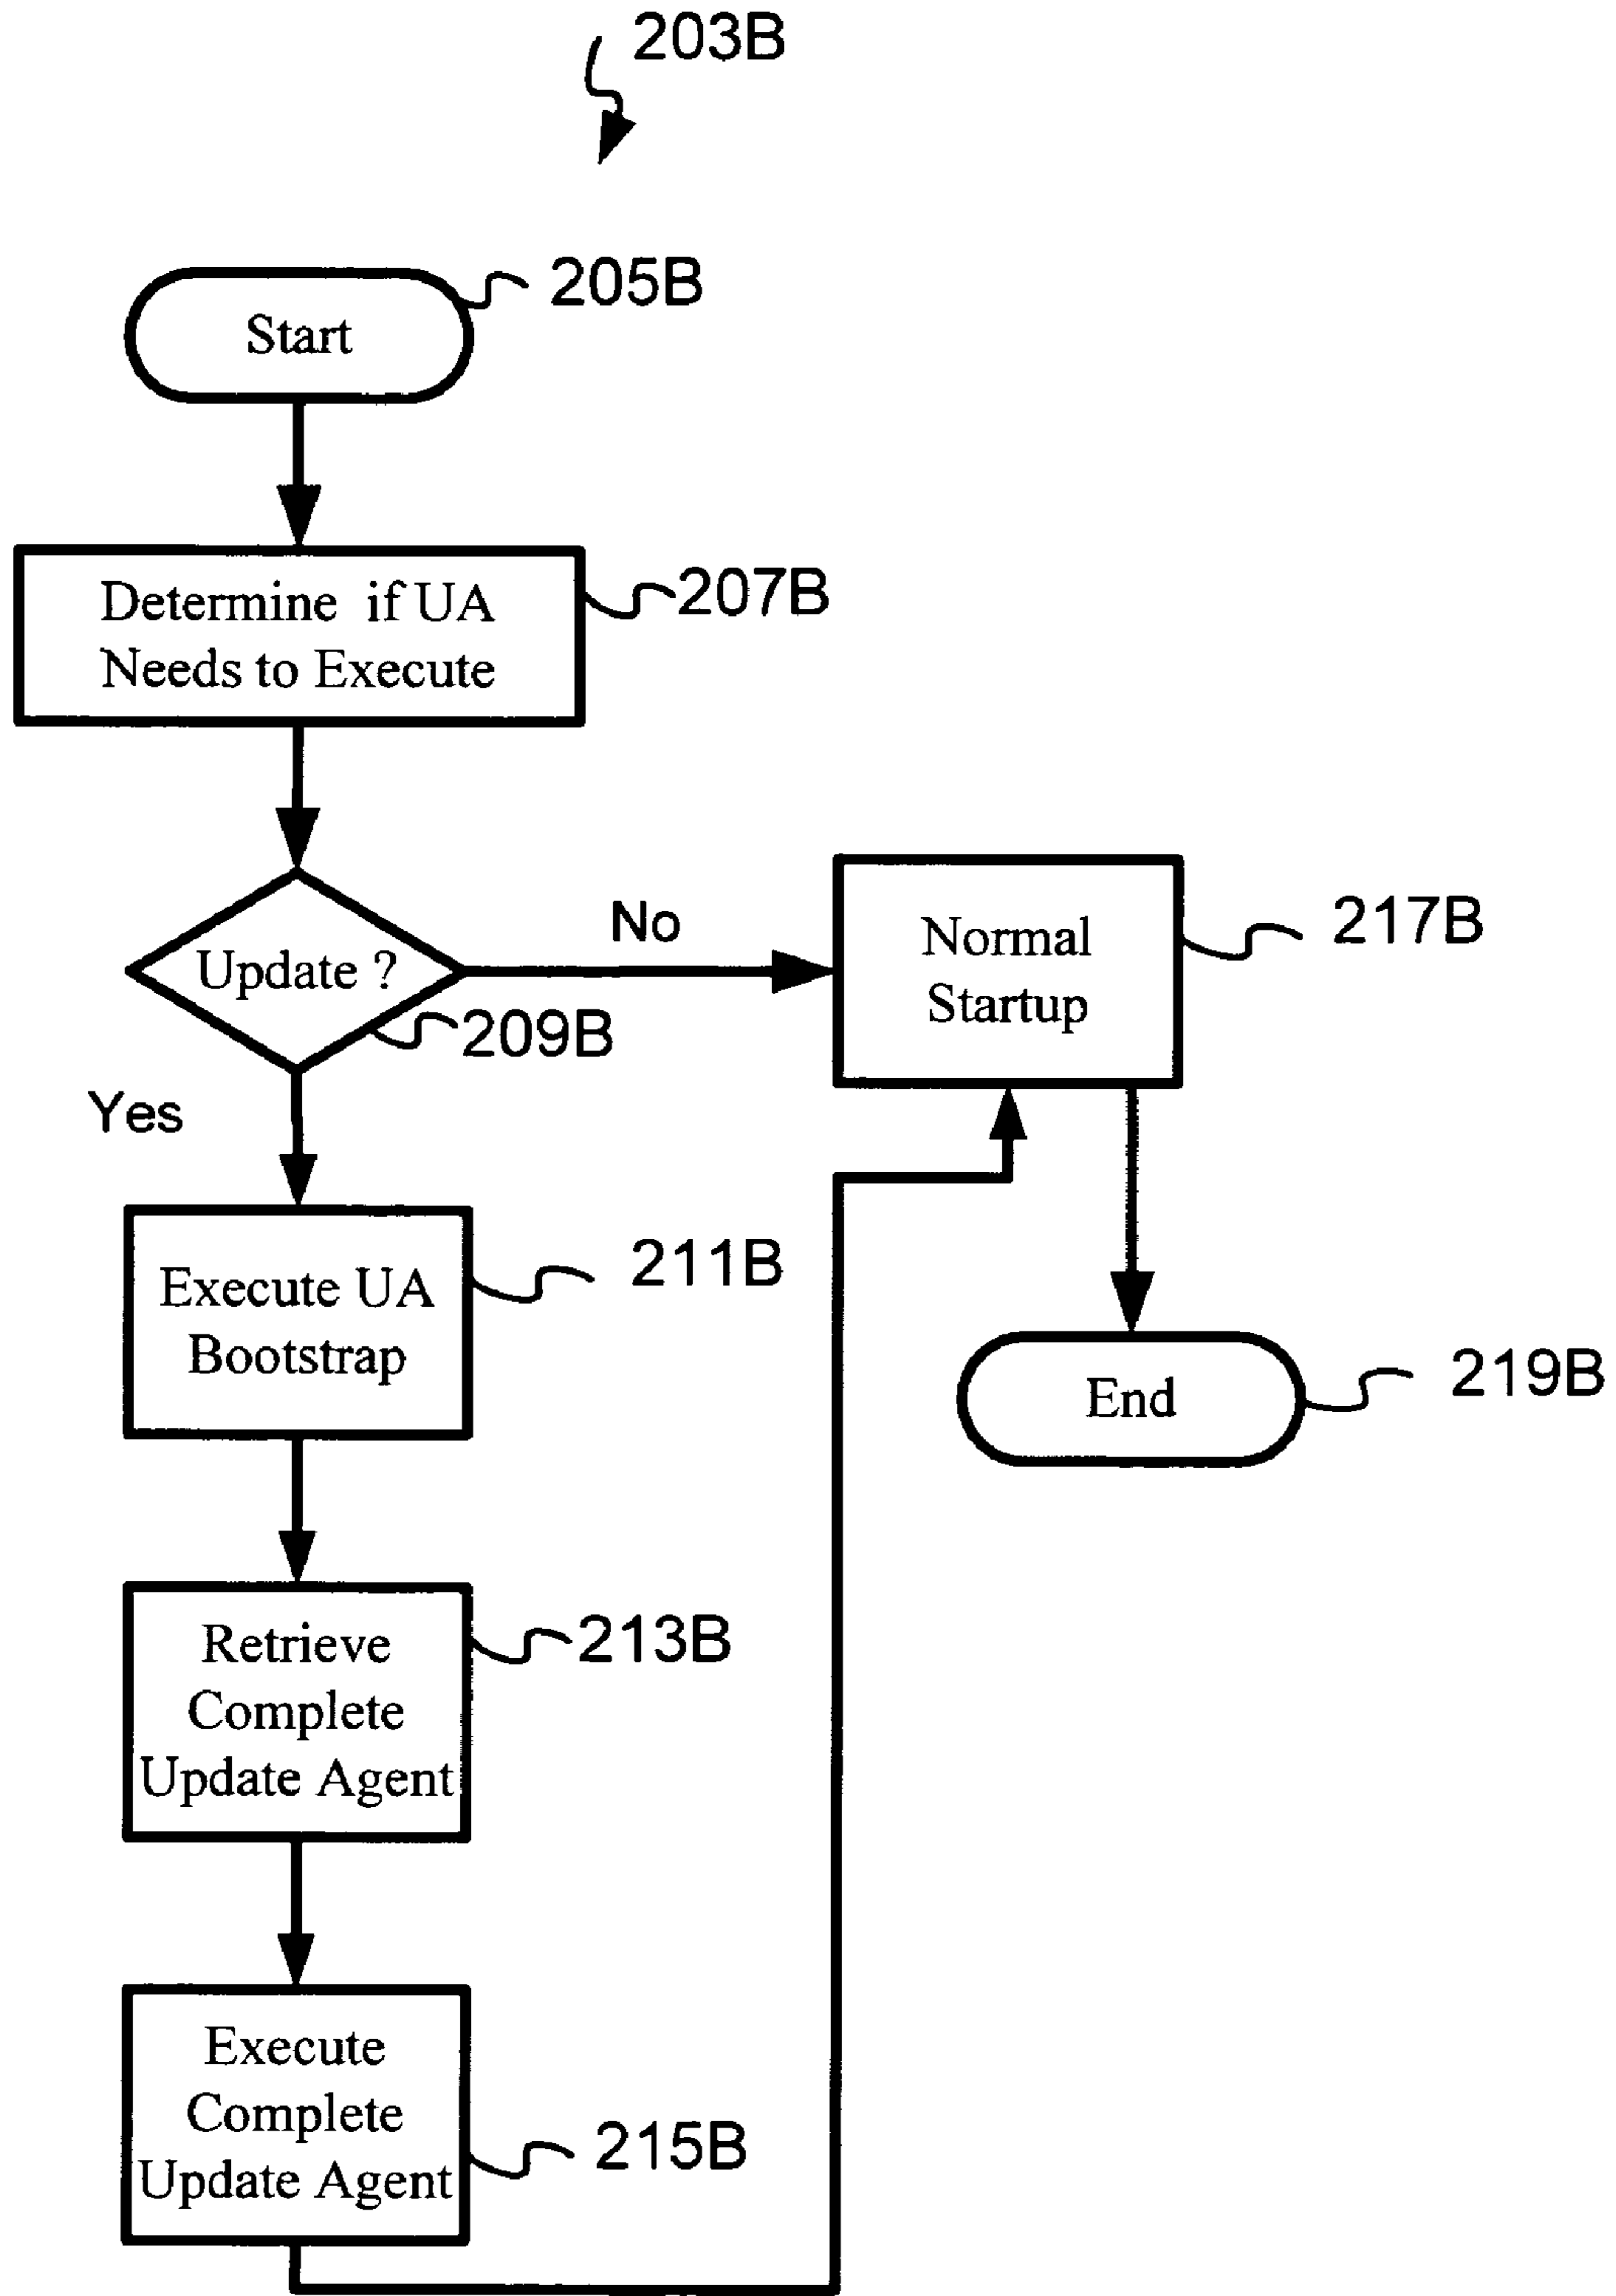 203B
205B
Start
207B
Determine if UA
Needs to Execute
Update ?
No
209B
Yes
Normal
Startup
217B
Execute UA
Bootstrap
211B
End
219B
Retrieve
Complete
Update Agent
213B
Execute
Complete
Update Agent
215B